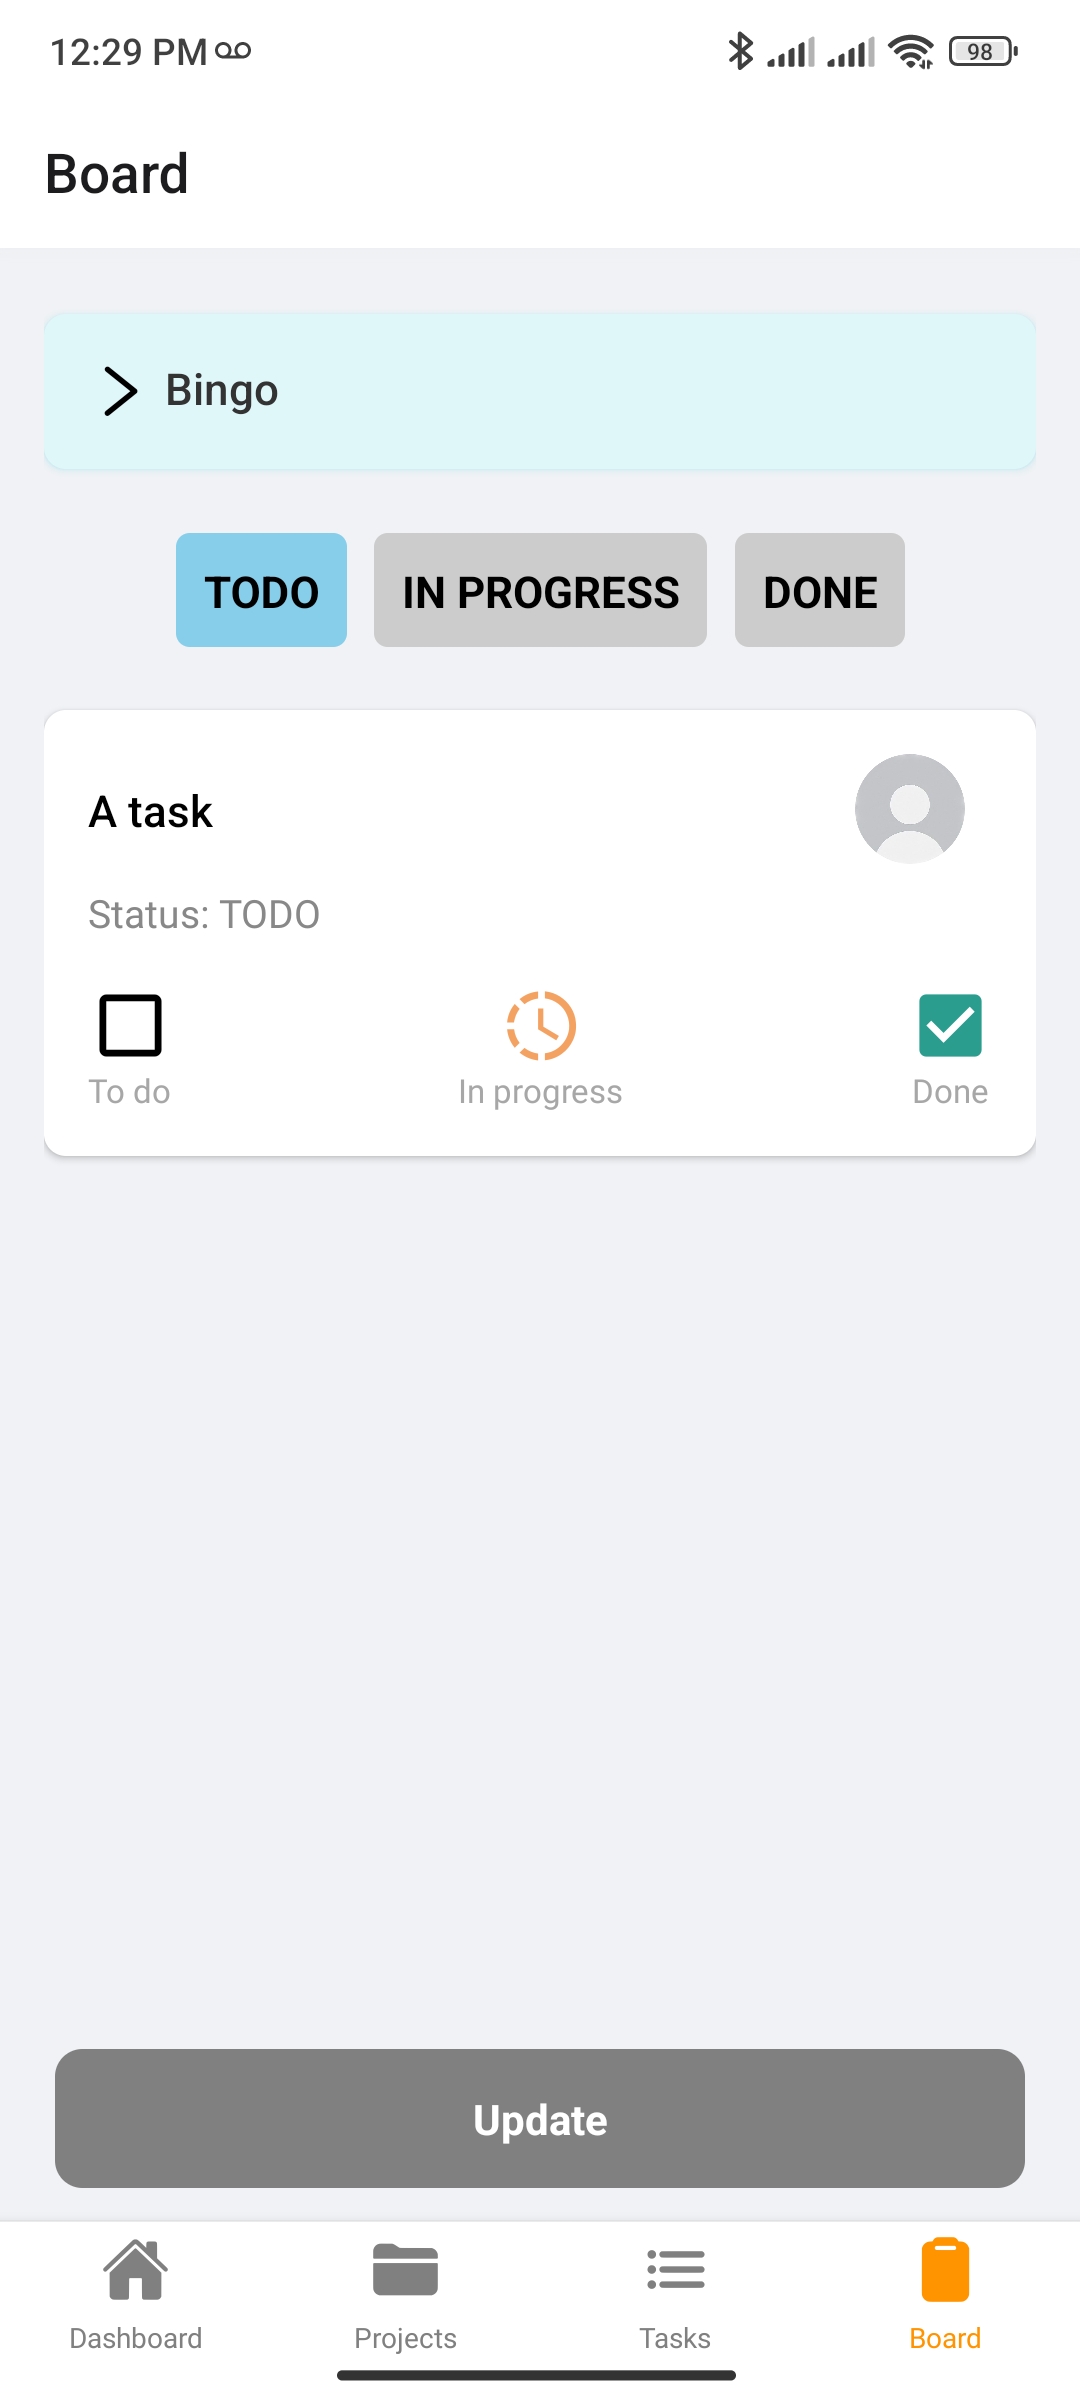 12:29 PM
98
Board
Bingo
TODO IN PROGRESS DONE
A task
Status: TODO
To do In progress Done
Update
Dashboard Projects Tasks Board